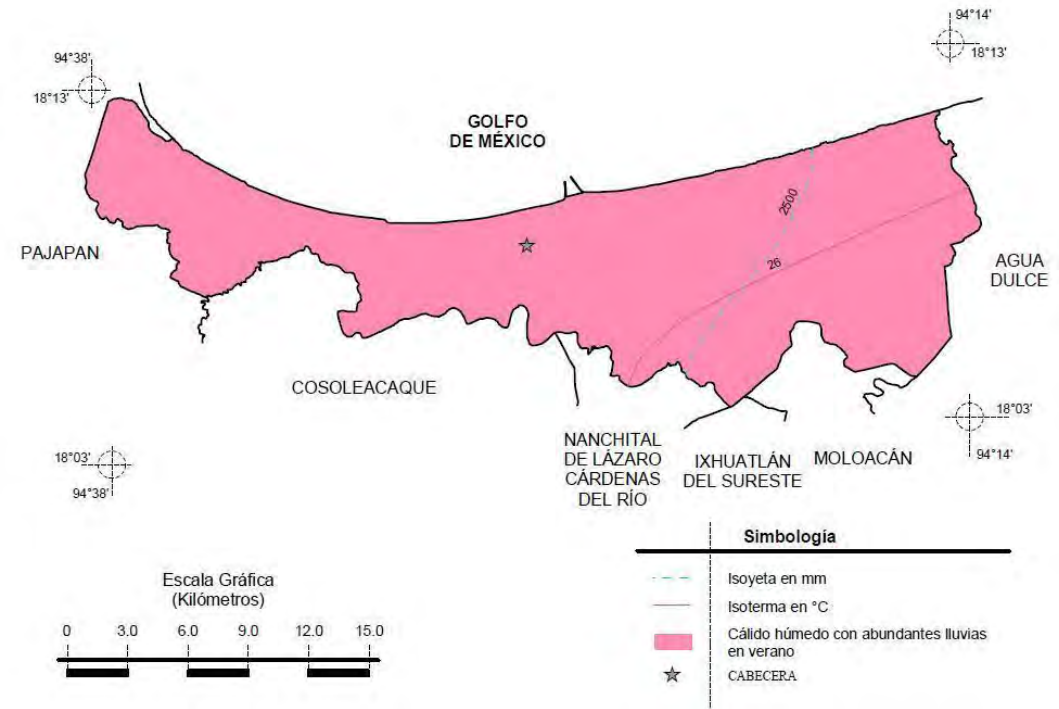 94°14'
18°13'
94°38'
18°13'
GOLFO
DE MÉXICO
2500
26
PAJAPAN
AGUA
DULCE
COSOLEACAQUE
18°03'
94°14'
NANCHITAL
DE LÁZARO
CÁRDENAS
DEL RÍO
IXHUATLÁN
DEL SURESTE
MOLOACÁN
18°03'
94°38'
Simbología
Isoyeta en mm
Isoterma en °C
Cálido húmedo con abundantes lluvias
en verano
CABECERA
Escala Gráfica
(Kilómetros)
0 3.0 6.0 9.0 12.0 15.0